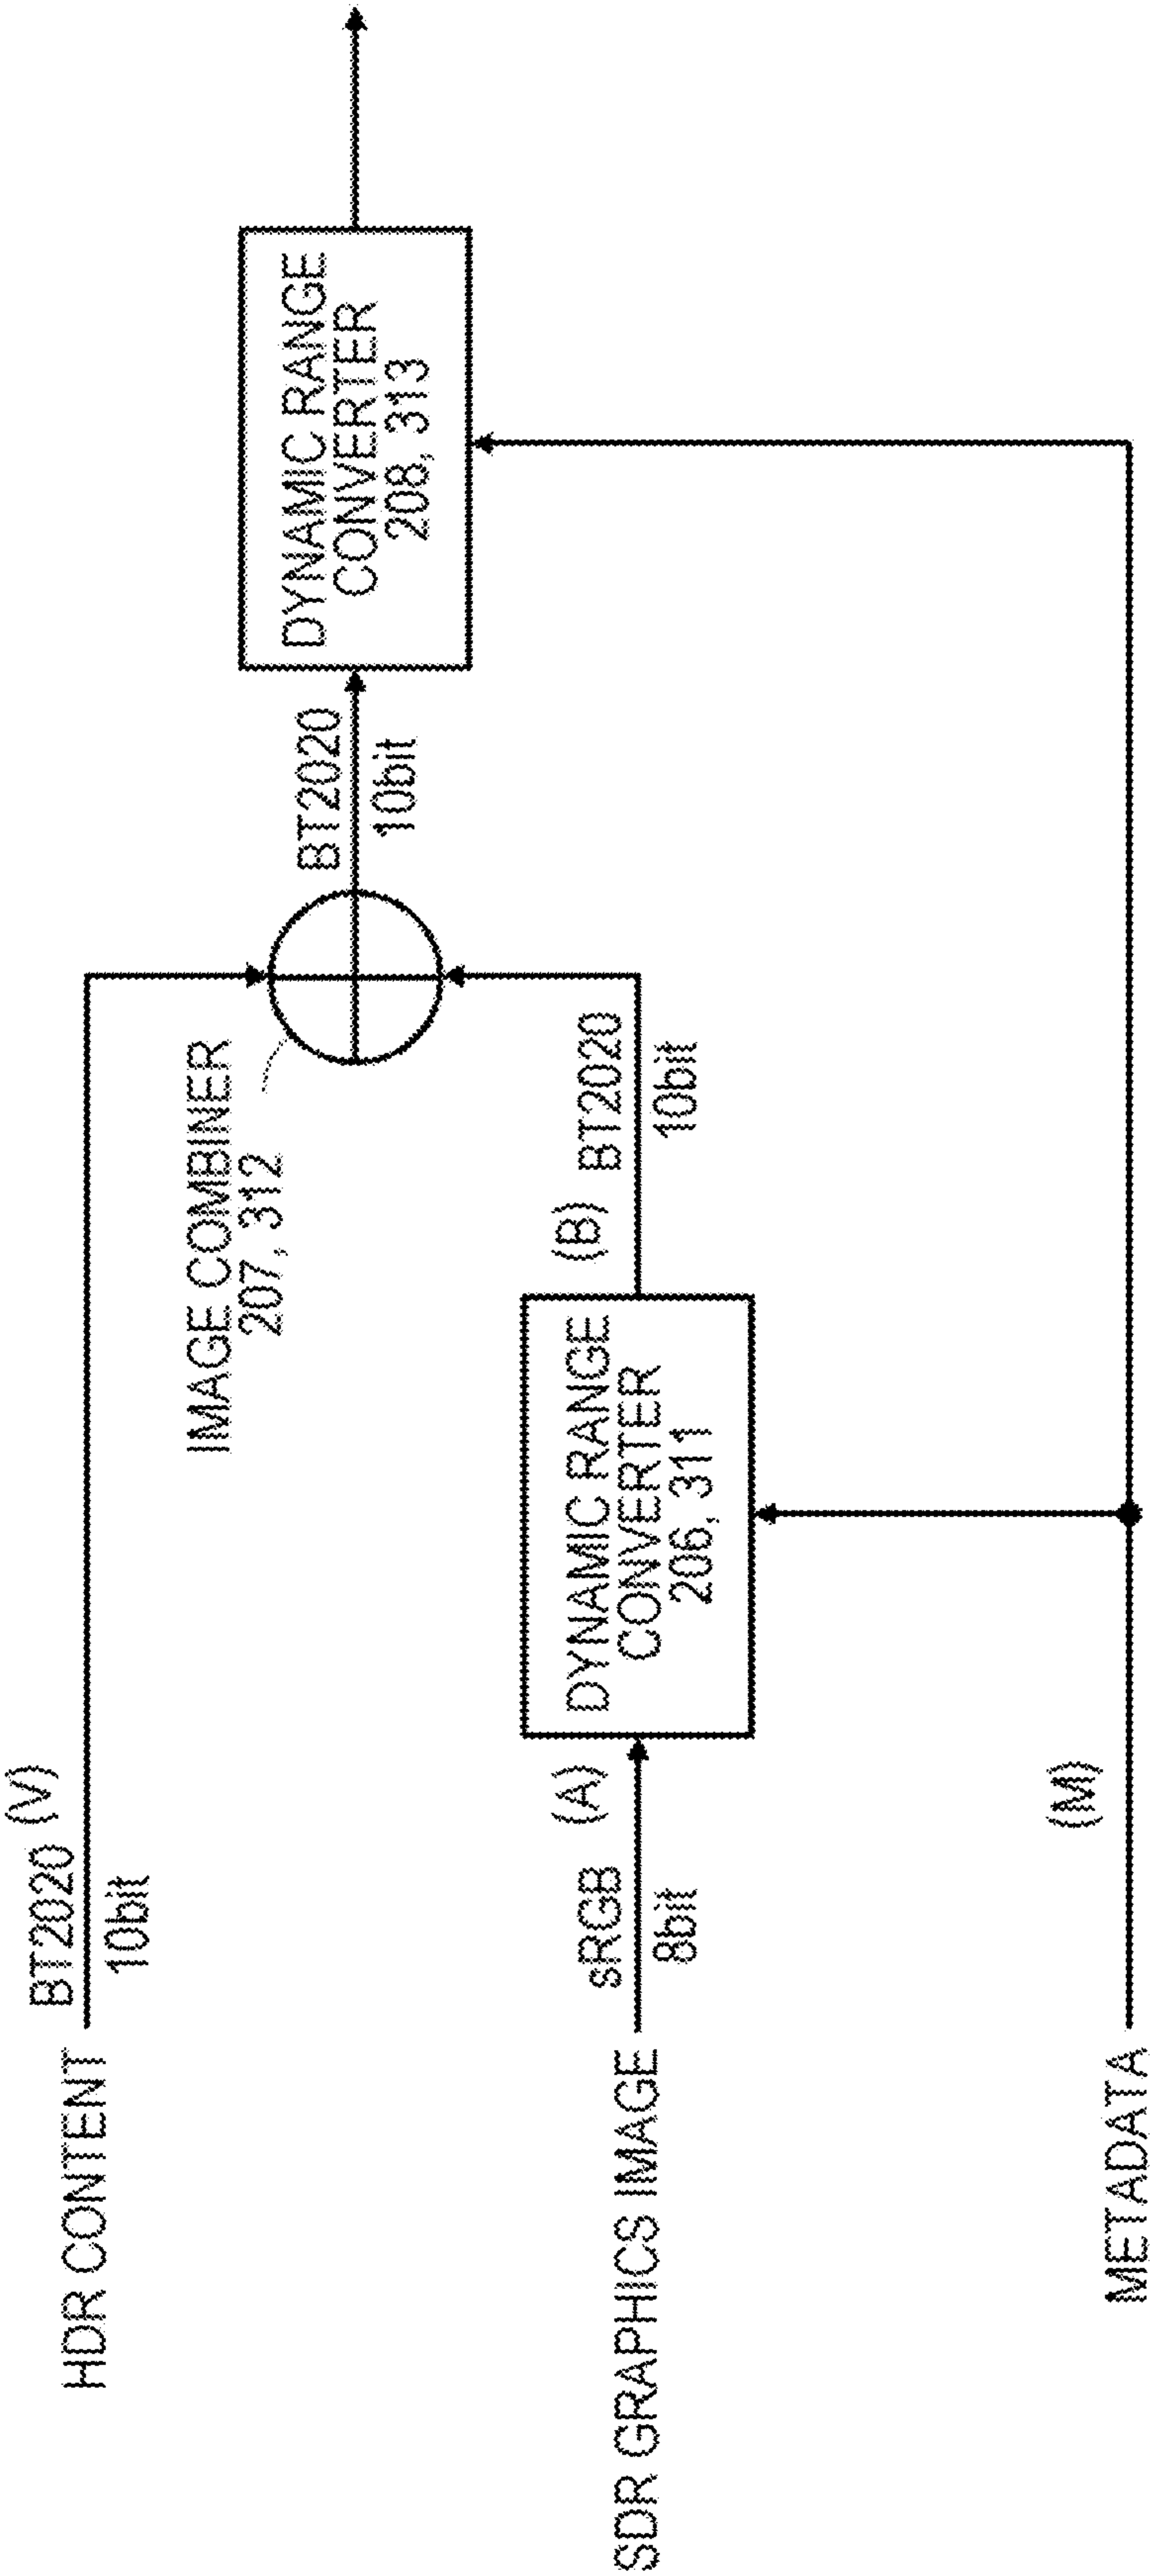 HDR CONTENT
BT2020 (V)
10bit
IMAGE COMBINER
207, 312
BT2020
10bit
DYNAMIC RANGE
CONVERTER
208, 313
SDR GRAPHICS IMAGE
sRGB (A)
8bit
DYNAMIC RANGE
CONVERTER
206, 311
(B) BT2020
10bit
METADATA
(M)